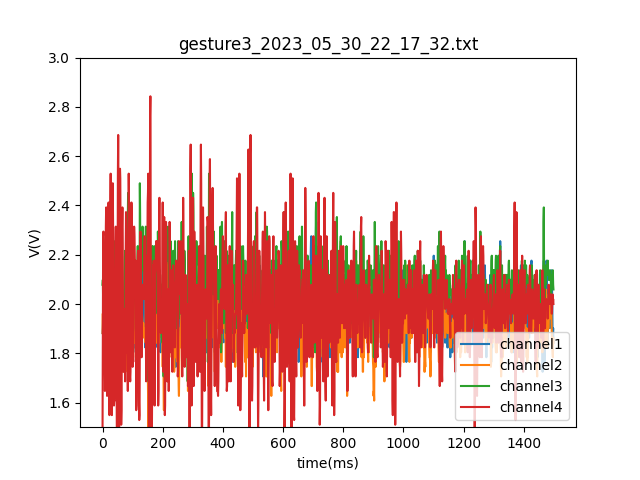 gesture3_2023_05_30_22_17_32.txt
3.0
2.8
2.6
2.4
2.2
2.0
1.8
1.6
V(V)
channel1
channel2
channel3
channel4
0 200 400 600 800 1000 1200 1400
time(ms)